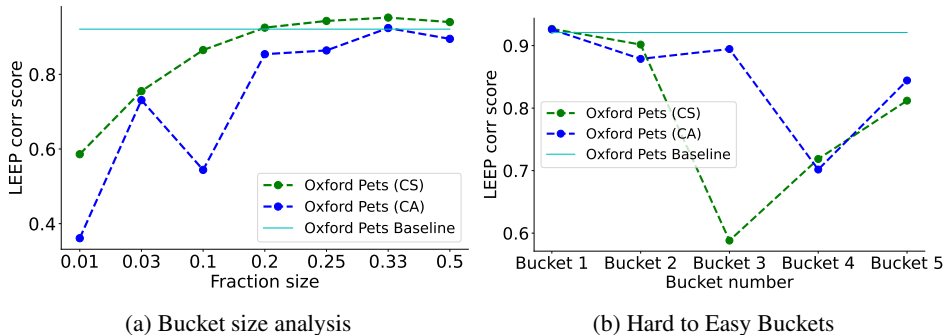 LEEP corr score
0.8
0.6
0.4
Oxford Pets (CS)
Oxford Pets (CA)
Oxford Pets Baseline
0.01 0.03 0.1 0.2 0.25 0.33 0.5
Fraction size
(a) Bucket size analysis
LEEP corr score
0.9
0.8
0.7
0.6
Oxford Pets (CS)
Oxford Pets (CA)
Oxford Pets Baseline
Bucket 1 Bucket 2 Bucket 3 Bucket 4 Bucket 5
Bucket number
(b) Hard to Easy Buckets